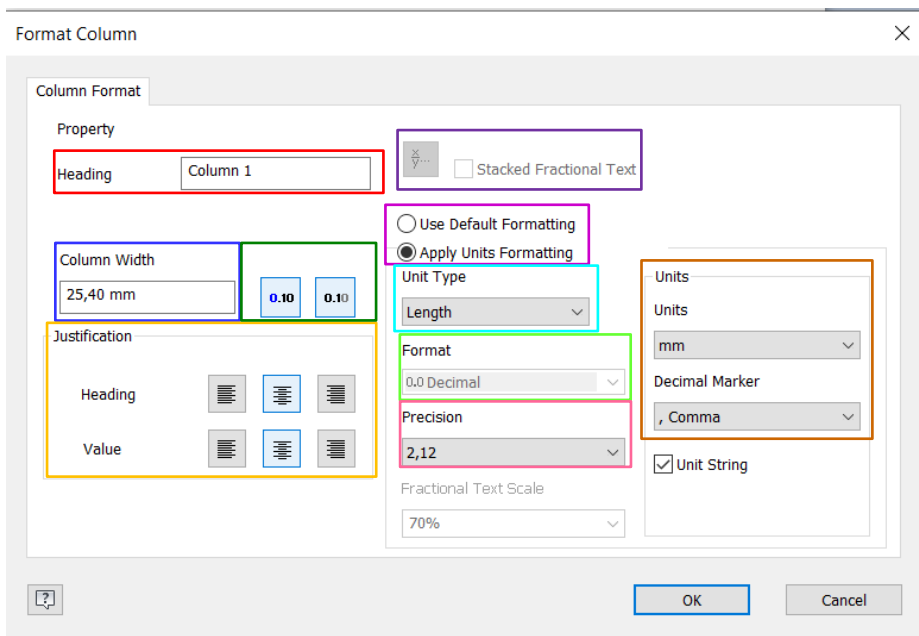 Format Column
Column Format
Property
Heading Column 1
x/y... Stacked Fractional Text
Use Default Formatting
Apply Units Formatting
Column Width
25,40 mm
0.10 0.10
Justification
Heading
Value
Unit Type
Length
Format
0.0 Decimal
Precision
2,12
Fractional Text Scale
70%
Units
Units
mm
Decimal Marker
, Comma
Unit String
?
OK Cancel